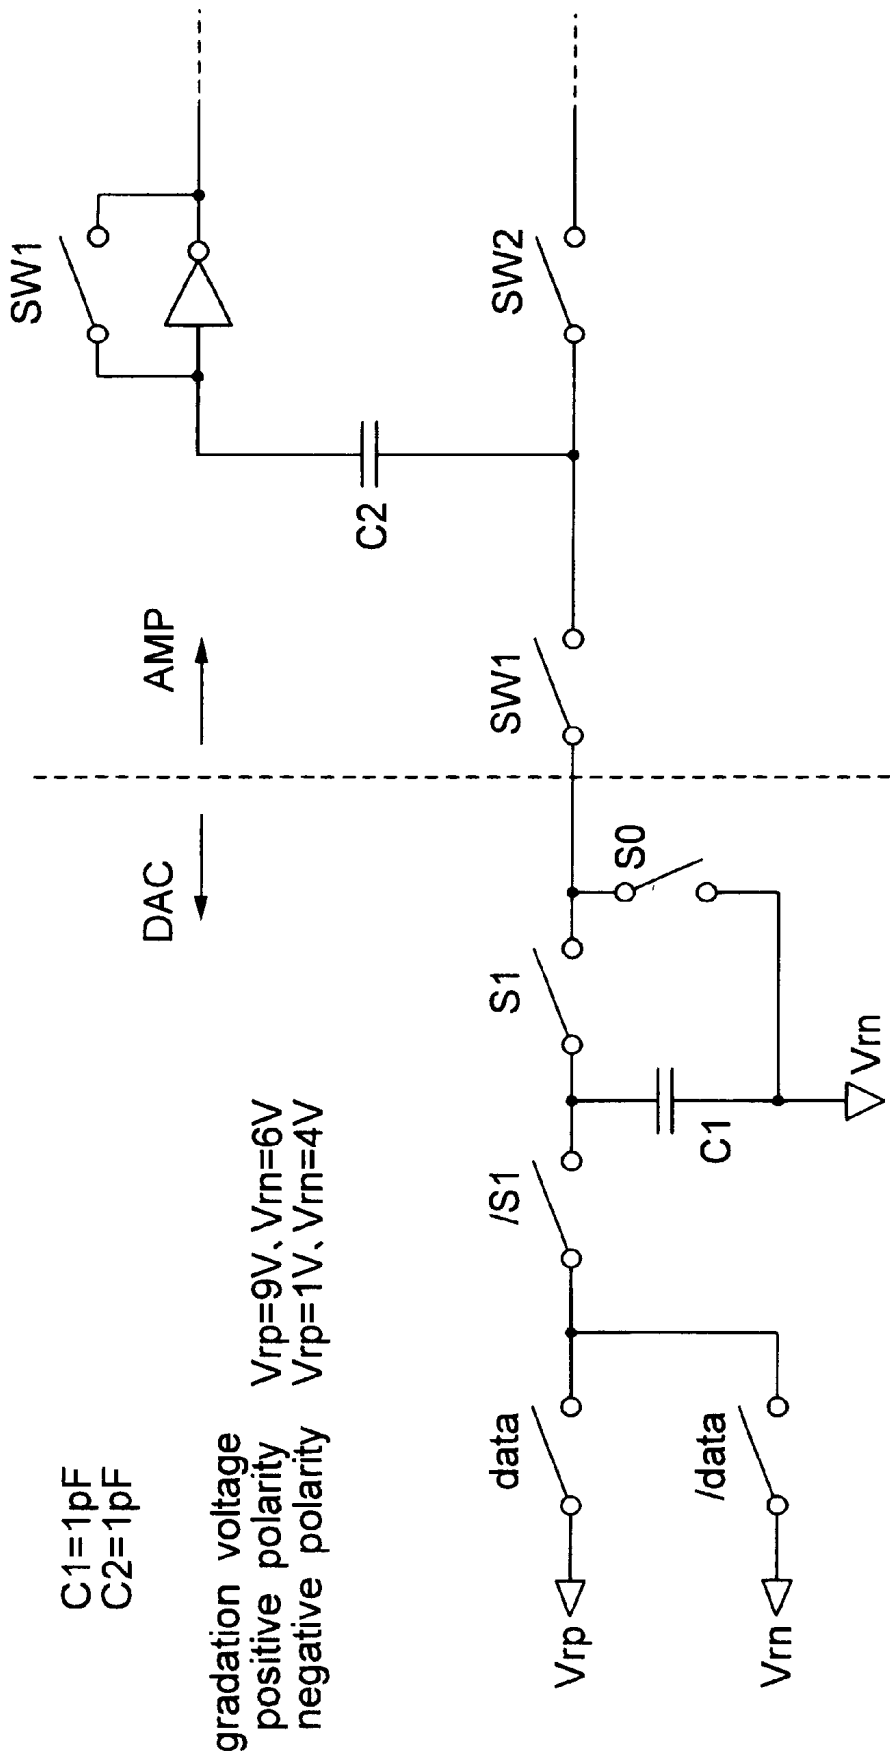 C1=1pF
C2=1pF
gradation voltage
positive polarity Vrp=9V、Vrn=6V
negative polarity Vrp=1V、Vrn=4V
DAC
AMP
SW1
C2
SW2
SW1
S0
S1
/S1
C1
Vrn
data
/data
Vrp
Vrn